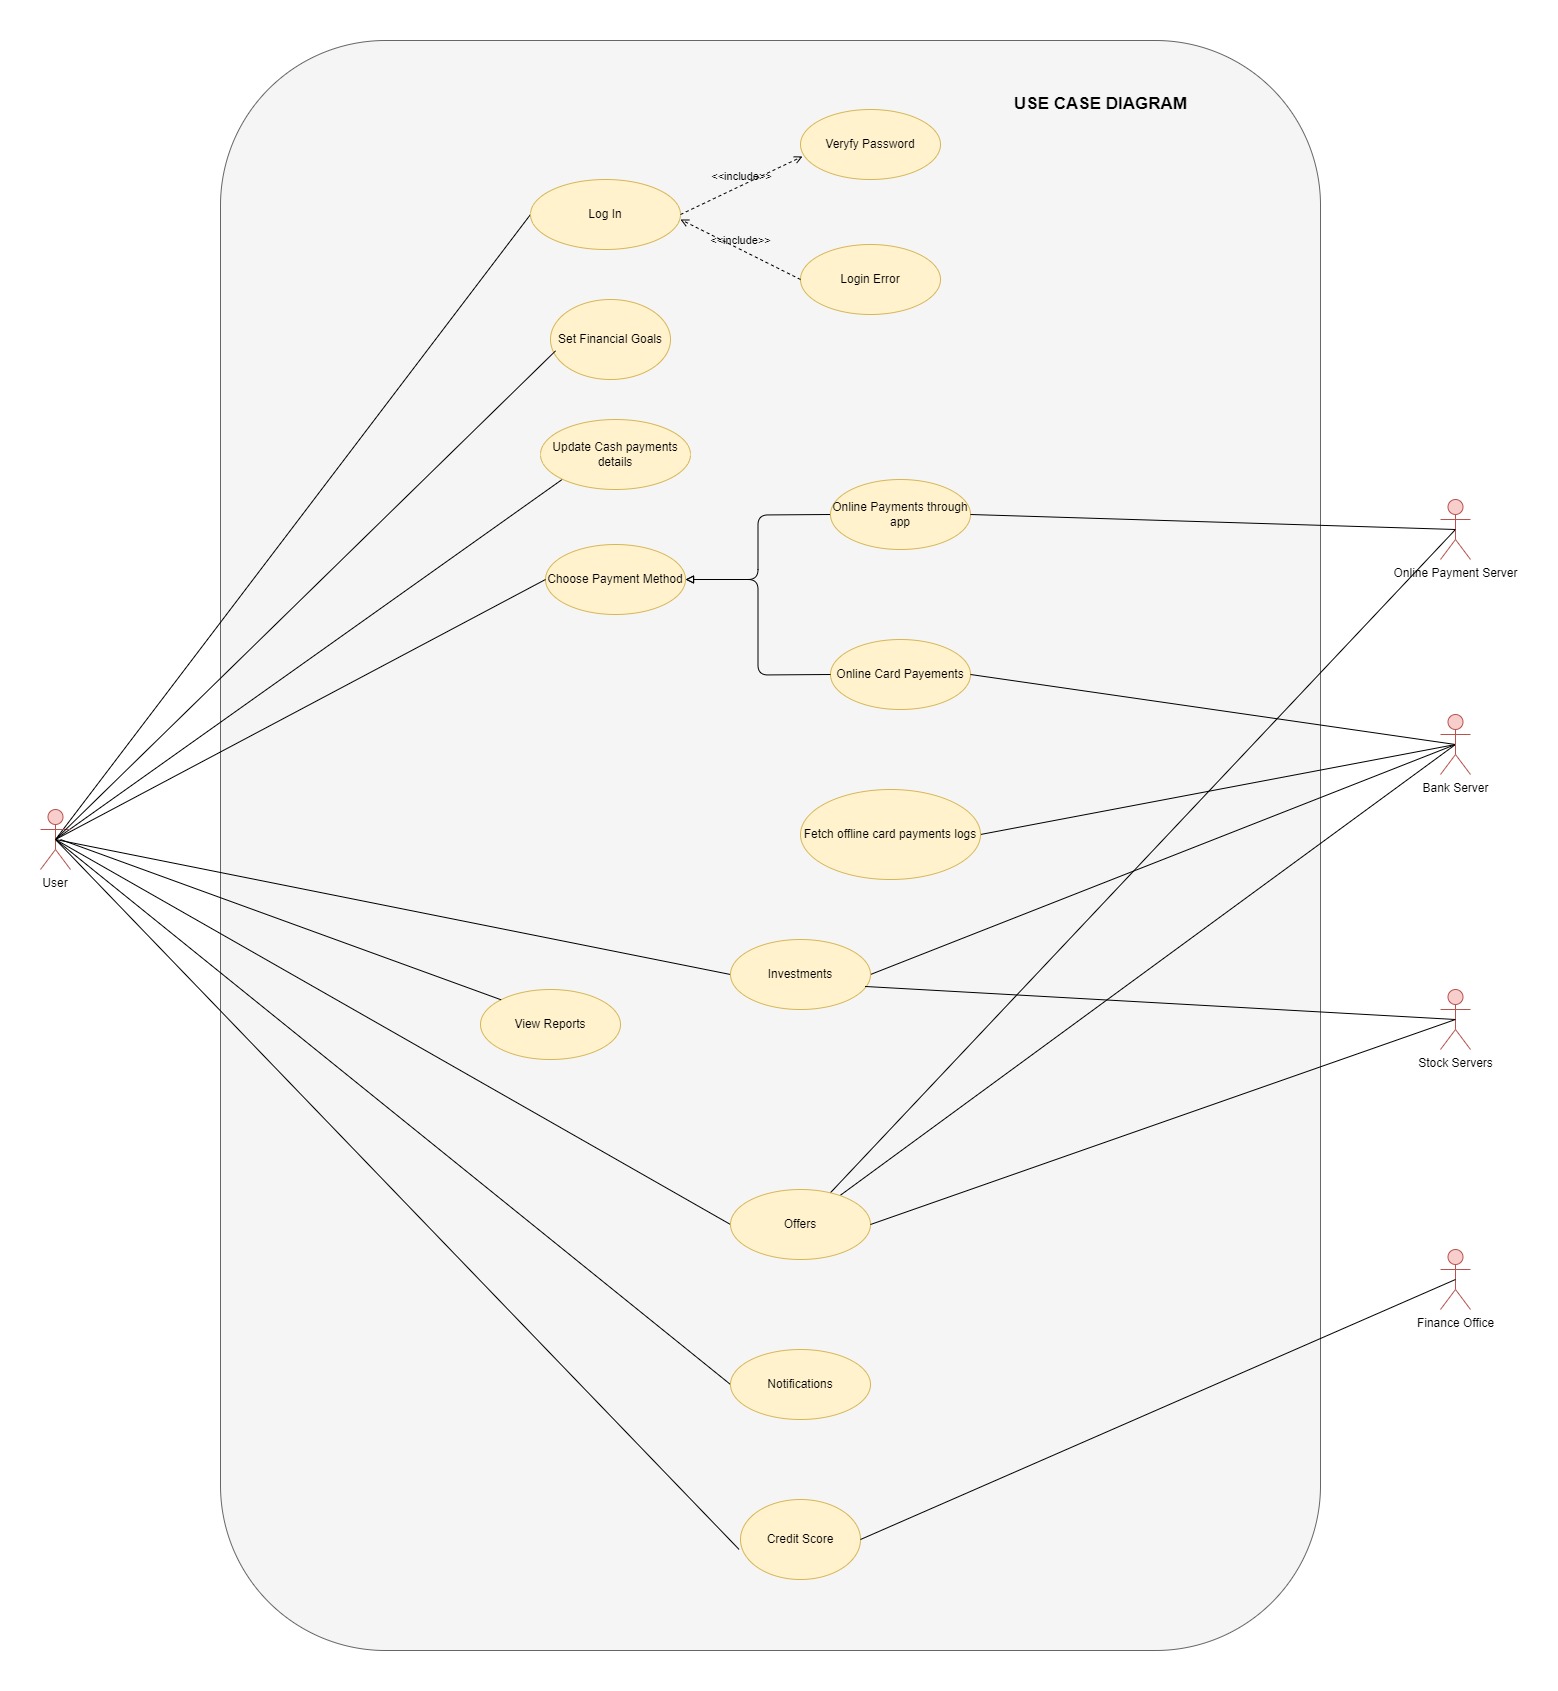 USE CASE DIAGRAM
Veryfy Password
<<include>>
Log In
<<include>>
Login Error
Set Financial Goals
Update Cash payments
details
Online Payments through
app
Online Payment Server
Choose Payment Method
Online Card Payements
Bank Server
Fetch offline card payments logs
User
Investments
View Reports
Stock Servers
Offers
Finance Office
Notifications
Credit Score